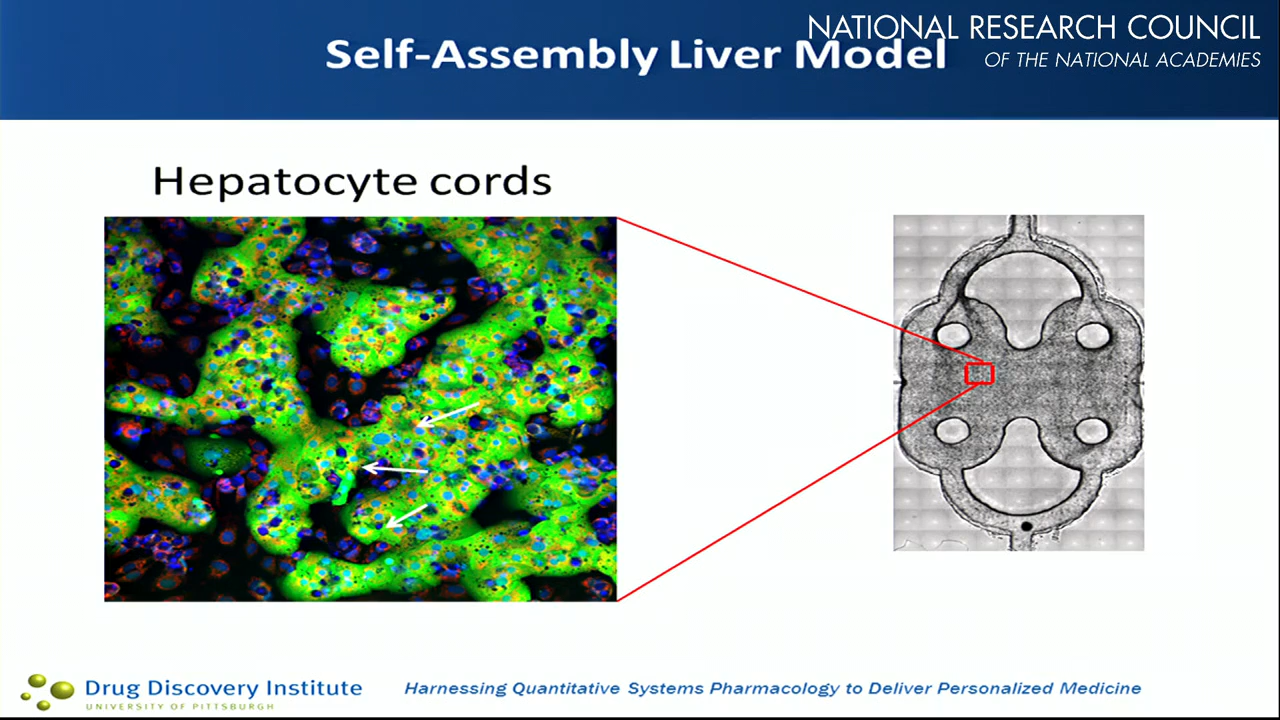 NATIONAL RESEARCH COUNCIL
OF THE NATIONAL ACADEMIES
Self-Assembly Liver Model
Hepatocyte cords
Drug Discovery Institute
UNIVERSITY OF PITTSBURGH
Harnessing Quantitative Systems Pharmacology to Deliver Personalized Medicine